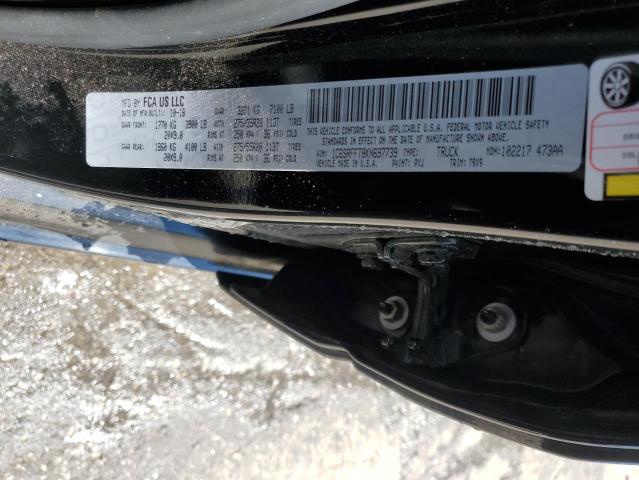 MFD BY FCA US LLC
DATE OF MFR/BUILT: 10-18 GVWR 3221 KG 7100 LB
GAWR FRONT: 1770 KG 3900 LB WITH 275/55R20 113T TIRES
20X9.0 RIMS AT 250 KPA/ 36 PSI COLD
GAWR REAR: 1860 KG 4100 LB WITH 275/55R20 113T TIRES
20X9.0 RIMS AT 250 KPA/ 36 PSI COLD
THIS VEHICLE CONFORMS TO ALL APPLICABLE U.S.A. FEDERAL MOTOR VEHICLE SAFETY
STANDARDS IN EFFECT ON THE DATE OF MANUFACTURE SHOWN ABOVE.
VIN: 1C6SRFFT8KN697739 TYPE: TRUCK MDH: 102217 473AA
VEHICLE MADE IN U.S.A. PAINT: PXJ TRIM: T9X9